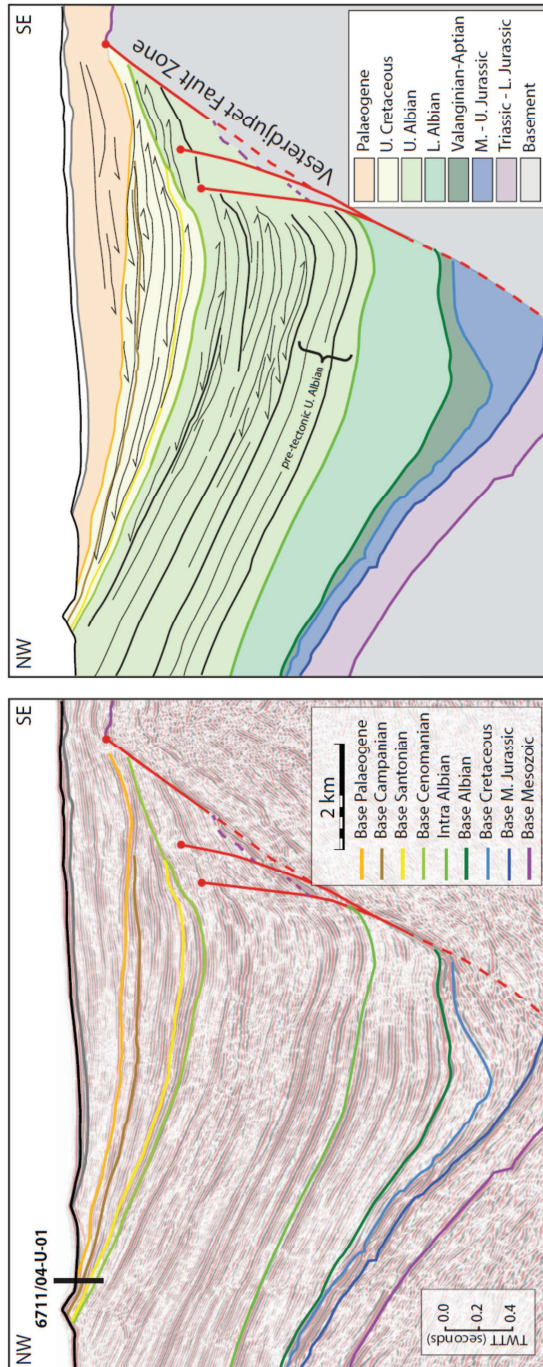 NW
SE
6711/04-U-01
TWTT (seconds)
0.0
0.2
0.4
2 km
Base Palaeogene
Base Campanian
Base Santonian
Base Cenomanian
Intra Albian
Base Albian
Base Cretaceous
Base M. Jurassic
Base Mesozoic
NW
SE
Vesterdjupet Fault Zone
pre-tectonic U. Albian
Palaeogene
U. Cretaceous
U. Albian
L. Albian
Valanginian-Aptian
M. - U. Jurassic
Triassic - L. Jurassic
Basement